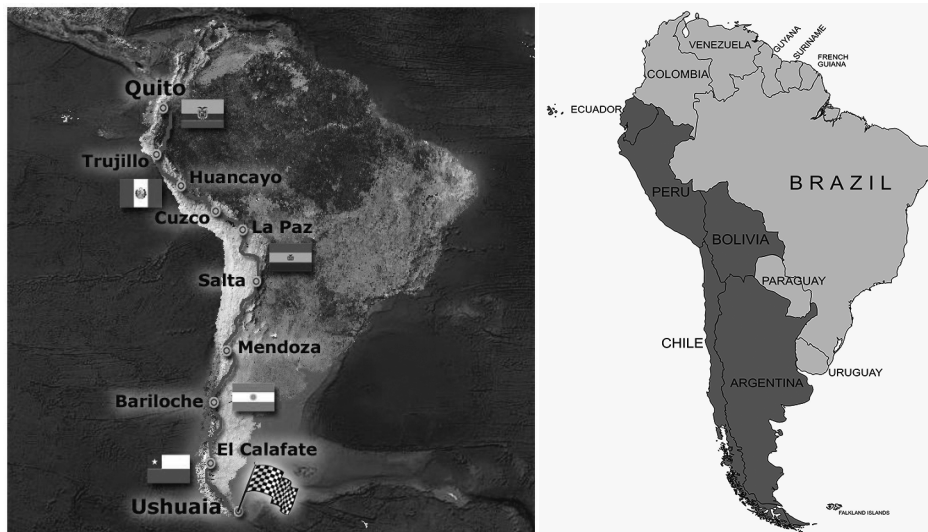 Quito
Trujillo
Huancayo
Cuzco
La Paz
Salta
Mendoza
Bariloche
El Calafate
Ushuaia
VENEZUELA
GUYANA
SURINAME
FRENCH
GUIANA
COLOMBIA
ECUADOR
BRAZIL
PERU
BOLIVIA
PARAGUAY
CHILE
URUGUAY
ARGENTINA
FALKLAND ISLANDS